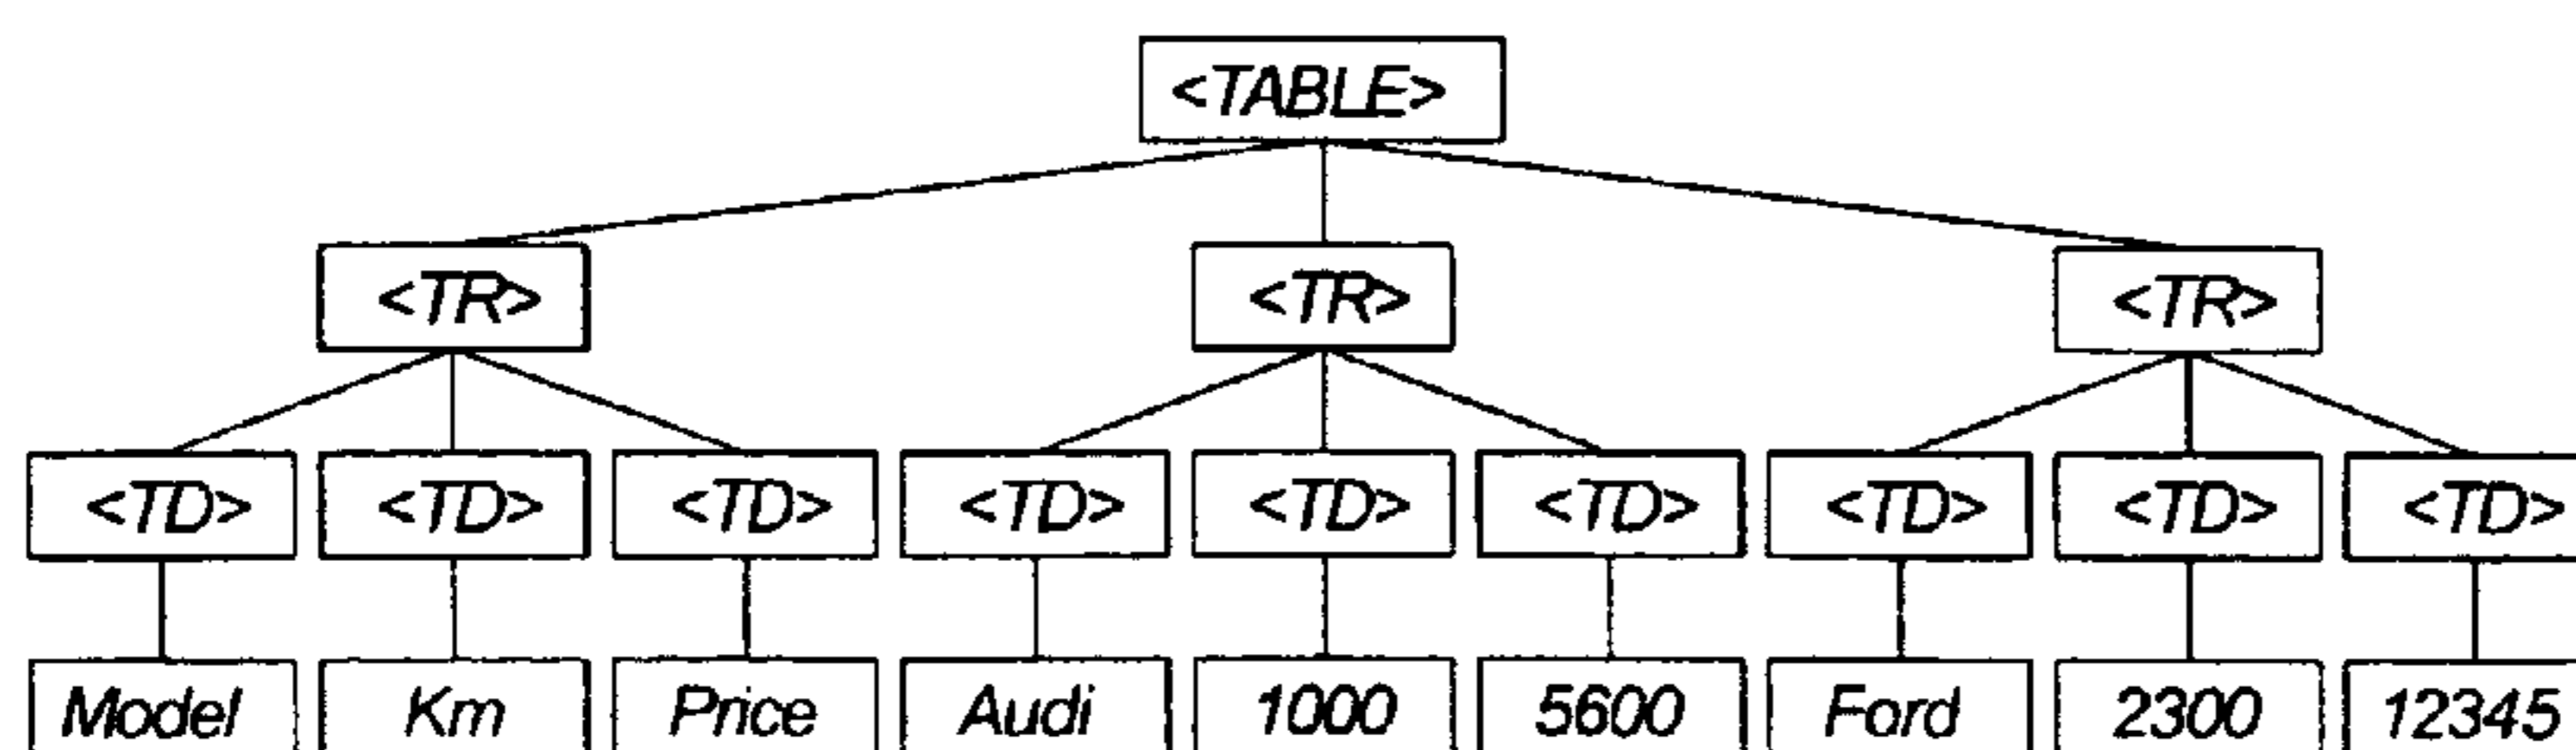 <TABLE>
<TR> <TR> <TR>
<TD> <TD> <TD> <TD> <TD> <TD> <TD> <TD> <TD>
Model Km Price Audi 1000 5600 Ford 2300 12345